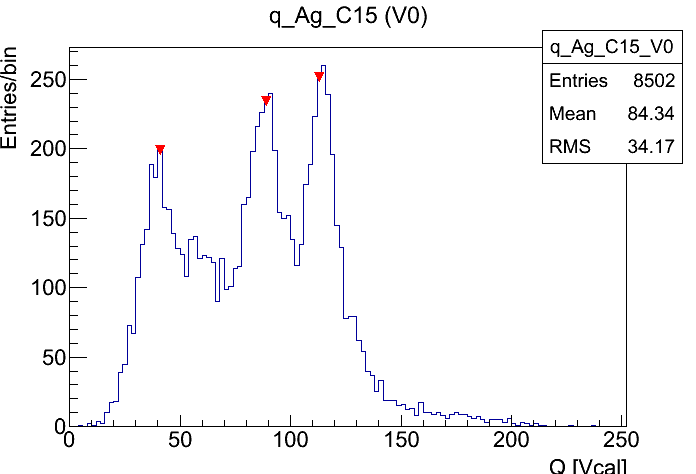 q_Ag_C15 (V0)
q_Ag_C15_V0
Entries 8502
Mean 84.34
RMS 34.17
Entries/bin
250
200
150
100
50
0
0 50 100 150 200 250
Q [Vcal]